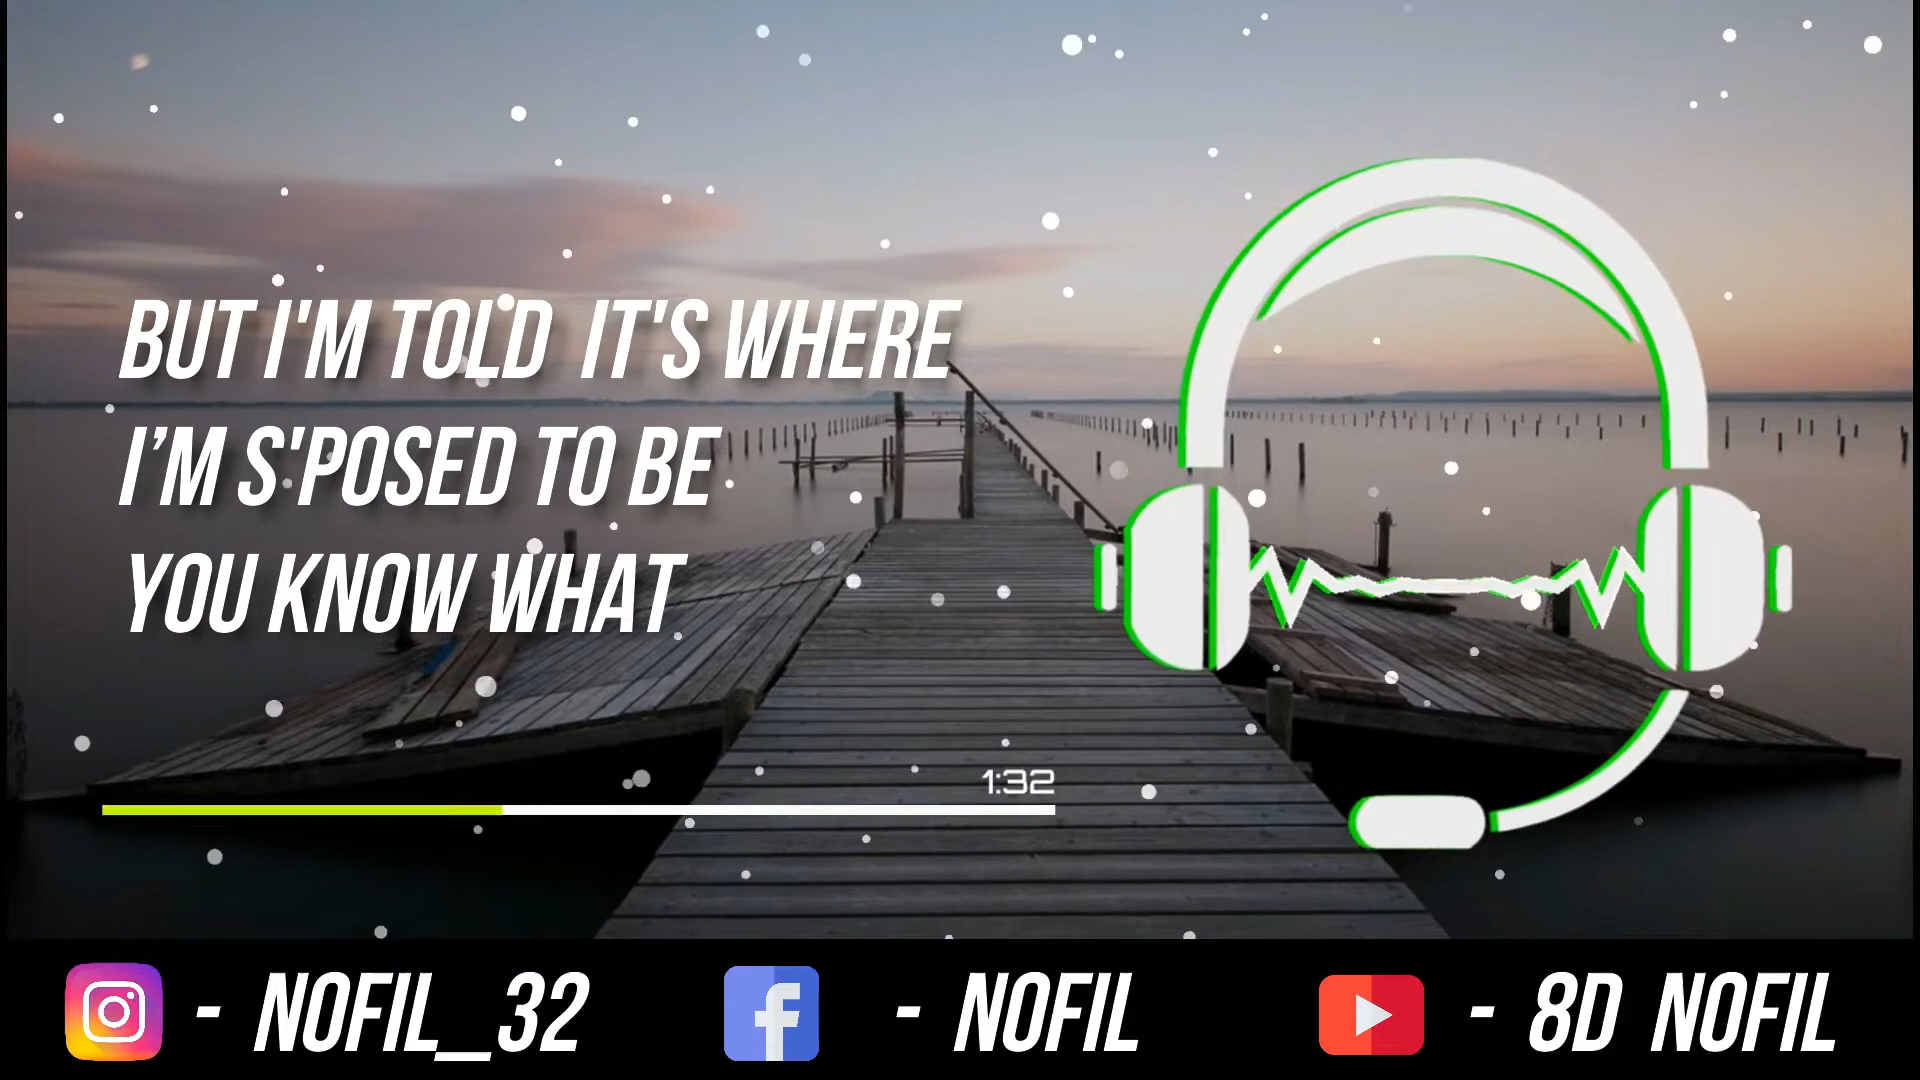 BUT I'M TOLD IT'S WHERE
I’M S'POSED TO BE
YOU KNOW WHAT
1:32
- NOFIL_32
- NOFIL
- 8D NOFIL